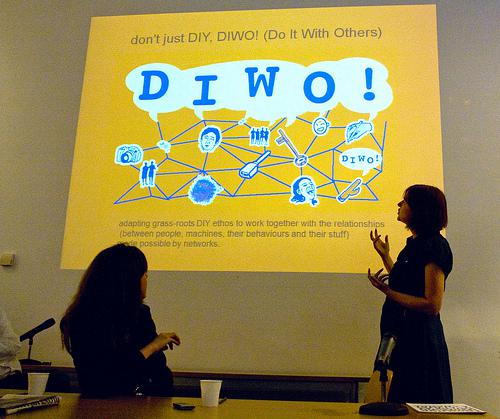 don't just DIY, DIWO! (Do It With Others)
DIWO!
DIWO!
adapting grass-roots DIY ethos to work together with the relationships
(between people, machines, their behaviours and their stuff)
made possible by networks.